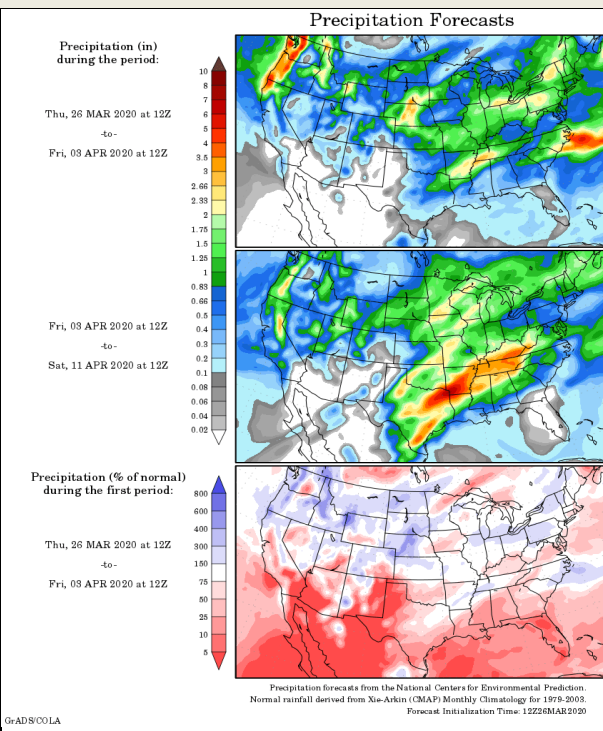 Precipitation Forecasts
Precipitation (in)
during the period:
Thu, 26 MAR 2020 at 12Z
-to-
Fri, 03 APR 2020 at 12Z
10
8
7
6
5
4
3.5
3
2.66
2.33
2
1.75
1.5
1.25
1
0.83
0.66
0.5
0.4
0.3
0.2
0.1
0.08
0.06
0.04
0.02
Fri, 03 APR 2020 at 12Z
-to-
Sat, 11 APR 2020 at 12Z
Precipitation (% of normal)
during the first period:
Thu, 26 MAR 2020 at 12Z
-to-
Fri, 03 APR 2020 at 12Z
800
600
400
300
150
75
50
25
10
5
Precipitation forecasts from the National Centers for Environmental Prediction.
Normal rainfall derived from Xie-Arkin (CMAP) Monthly Climatology for 1979-2003.
Forecast Initialization Time: 12Z26MAR2020
GrADS/COLA